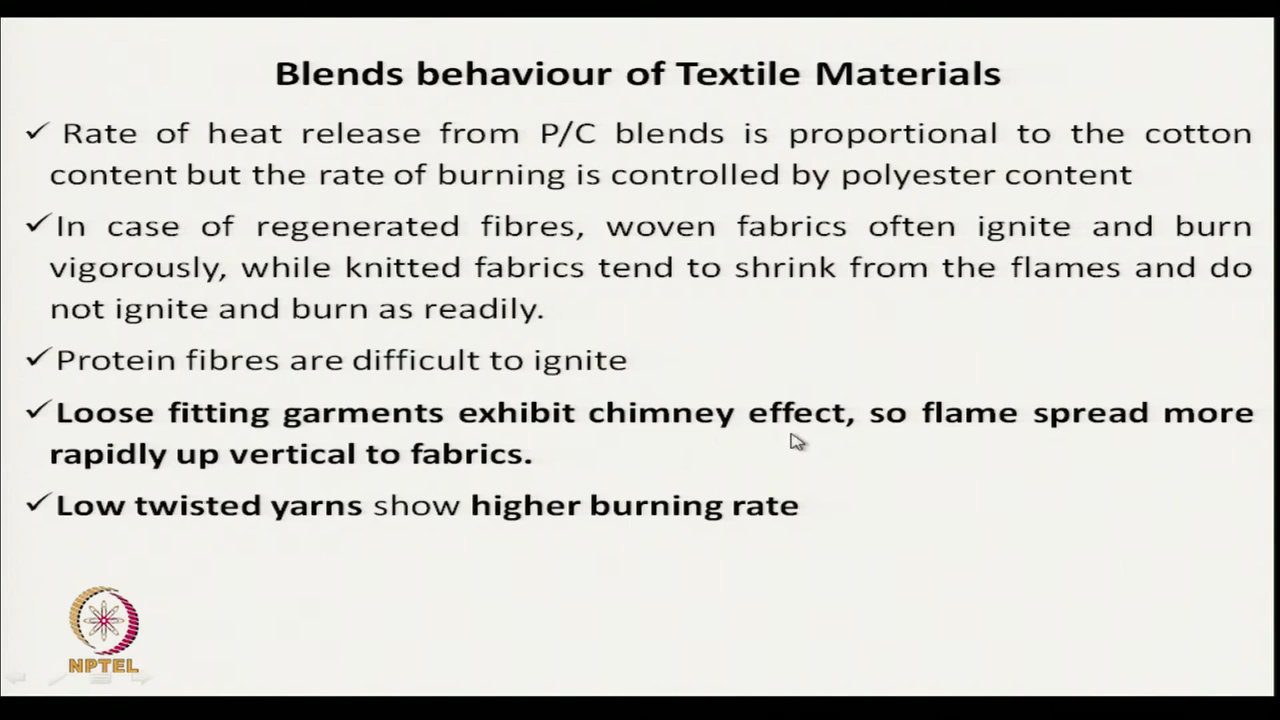 Blends behaviour of Textile Materials
✓ Rate of heat release from P/C blends is proportional to the cotton
content but the rate of burning is controlled by polyester content
✓ In case of regenerated fibres, woven fabrics often ignite and burn
vigorously, while knitted fabrics tend to shrink from the flames and do
not ignite and burn as readily.
✓ Protein fibres are difficult to ignite
✓ Loose fitting garments exhibit chimney effect, so flame spread more
rapidly up vertical to fabrics.
✓ Low twisted yarns show higher burning rate
NPTEL